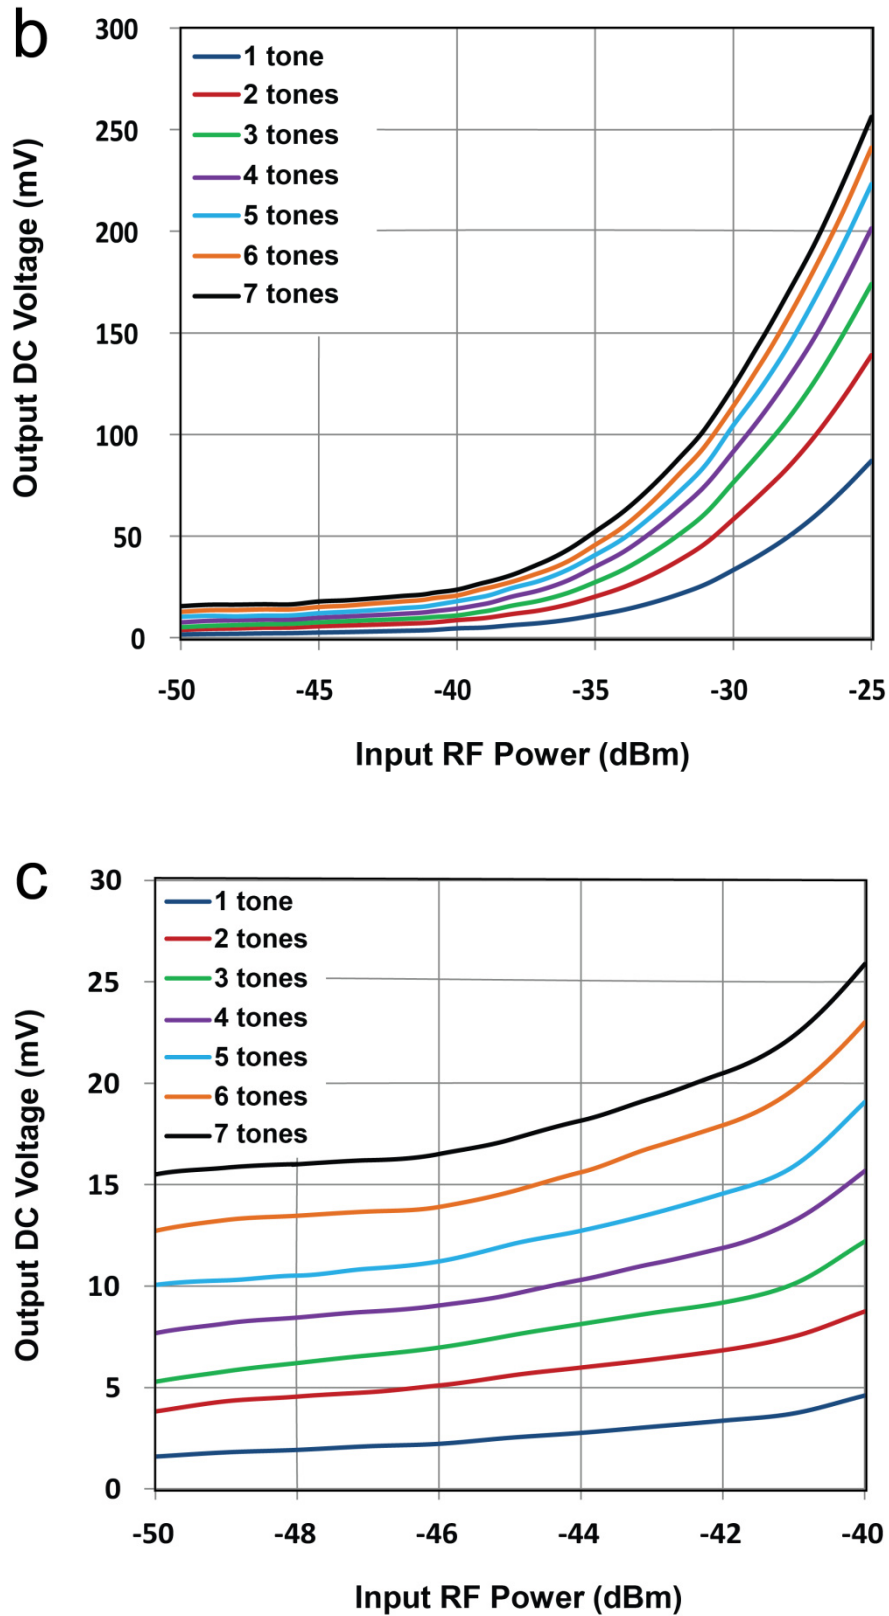 b
300
250
200
150
100
50
0
Output DC Voltage (mV)
1 tone
2 tones
3 tones
4 tones
5 tones
6 tones
7 tones
-50 -45 -40 -35 -30 -25
Input RF Power (dBm)
c
30
25
20
15
10
5
0
Output DC Voltage (mV)
1 tone
2 tones
3 tones
4 tones
5 tones
6 tones
7 tones
-50 -48 -46 -44 -42 -40
Input RF Power (dBm)